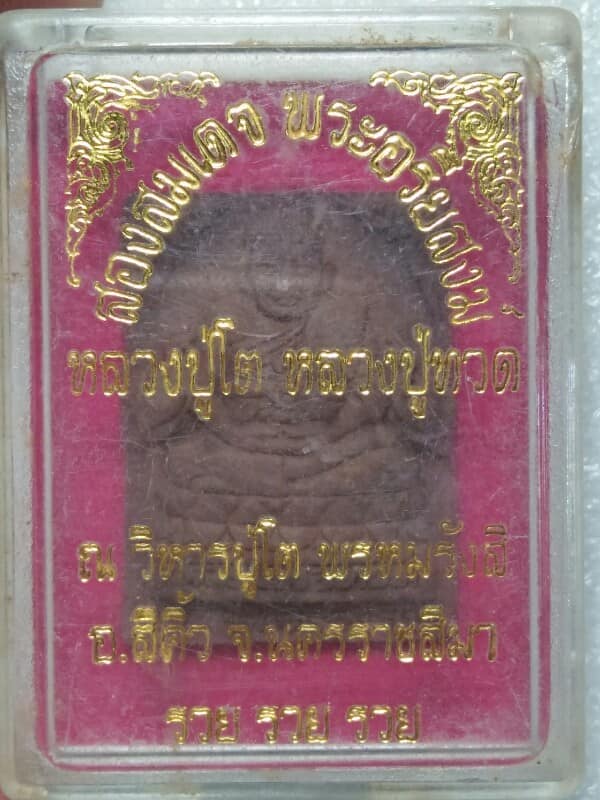 สองสมเดจ พระอริยสงฆ์
หลวงปู่โต หลวงปู่ทวด
ณ วิหารปู่โต พรหมรังสี
อ.สีคิ้ว จ.นครราชสีมา
รวย รวย รวย